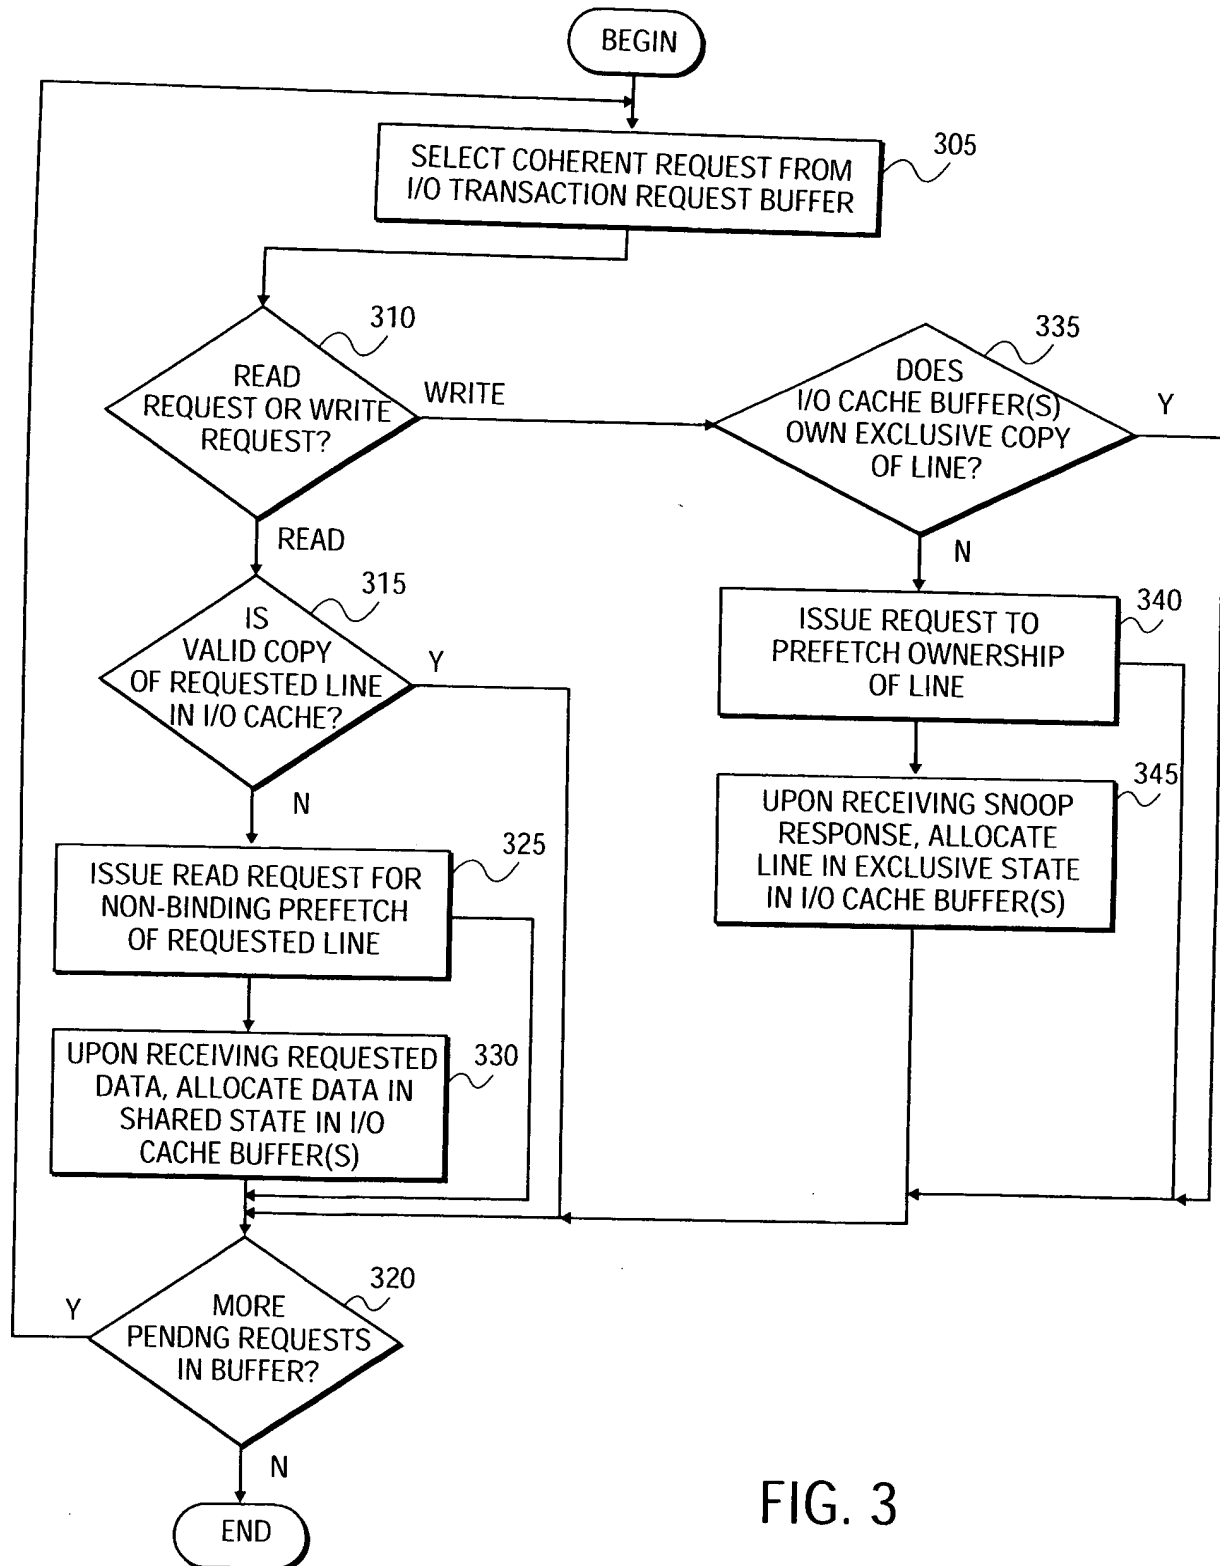 BEGIN
SELECT COHERENT REQUEST FROM
I/O TRANSACTION REQUEST BUFFER
305
310
READ
REQUEST OR WRITE
REQUEST?
WRITE
READ
335
DOES
I/O CACHE BUFFER(S)
OWN EXCLUSIVE COPY
OF LINE?
Y
N
315
IS
VALID COPY
OF REQUESTED LINE
IN I/O CACHE?
Y
N
340
ISSUE REQUEST TO
PREFETCH OWNERSHIP
OF LINE
345
UPON RECEIVING SNOOP
RESPONSE, ALLOCATE
LINE IN EXCLUSIVE STATE
IN I/O CACHE BUFFER(S)
325
ISSUE READ REQUEST FOR
NON-BINDING PREFETCH
OF REQUESTED LINE
330
UPON RECEIVING REQUESTED
DATA, ALLOCATE DATA IN
SHARED STATE IN I/O
CACHE BUFFER(S)
320
MORE
PENDNG REQUESTS
IN BUFFER?
Y
N
END
FIG. 3